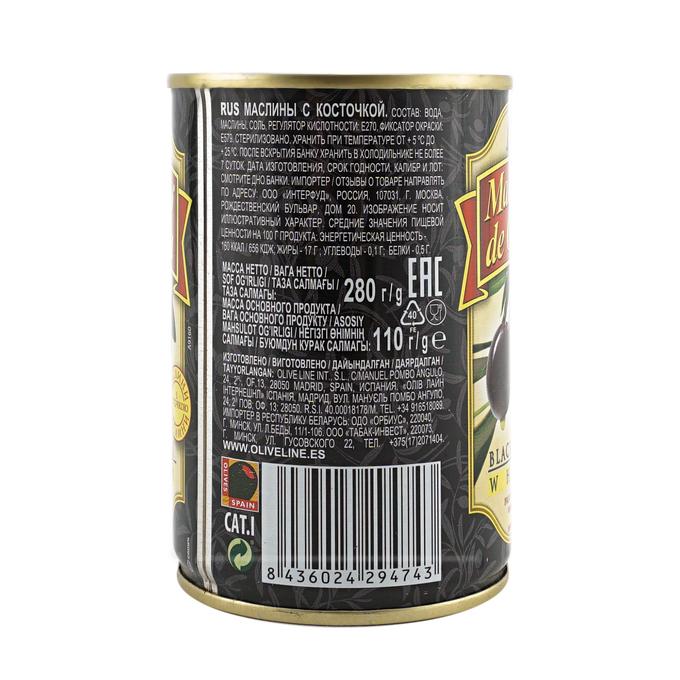 RUS МАСЛИНЫ С КОСТОЧКОЙ. СОСТАВ: ВОДА,
МАСЛИНЫ, СОЛЬ, РЕГУЛЯТОР КИСЛОТНОСТИ: Е270, ФИКСАТОР ОКРАСКИ:
Е579. СТЕРИЛИЗОВАНО. ХРАНИТЬ ПРИ ТЕМПЕРАТУРЕ ОТ + 5°C ДО
+ 25°C. ПОСЛЕ ВСКРЫТИЯ БАНКУ ХРАНИТЬ В ХОЛОДИЛЬНИКЕ НЕ БОЛЕЕ
7 СУТОК. ДАТА ИЗГОТОВЛЕНИЯ, СРОК ГОДНОСТИ, КАЛИБР И ЛОТ:
СМОТРИТЕ ДНО БАНКИ. ИМПОРТЕР / ОТЗЫВЫ О ТОВАРЕ НАПРАВЛЯТЬ
ПО АДРЕСУ: ООО «ИНТЕРФУД», РОССИЯ, 107031, Г. МОСКВА,
РОЖДЕСТВЕНСКИЙ БУЛЬВАР, ДОМ 20. ИЗОБРАЖЕНИЕ НОСИТ
ИЛЛЮСТРАТИВНЫЙ ХАРАКТЕР. СРЕДНИЕ ЗНАЧЕНИЯ ПИЩЕВОЙ
ЦЕННОСТИ НА 100 Г ПРОДУКТА: ЭНЕРГЕТИЧЕСКАЯ ЦЕННОСТЬ -
160 ККАЛ / 656 КДЖ; ЖИРЫ - 17 Г; УГЛЕВОДЫ - 0,1 Г; БЕЛКИ - 0,5 Г.
МАССА НЕТТО / ВАГА НЕТТО /
SOF OG'IRLIGI / ТАЗА САЛМАҒЫ /
ТАЗА САЛМАГЫ: 280 г/g
EAC
МАССА ОСНОВНОГО ПРОДУКТА /
ВАГА ОСНОВНОГО ПРОДУКТУ / ASOSIY
MAHSULOT OG'IRLIGI / НЕГІЗГІ ӨНІМНІҢ
САЛМАҒЫ / БУЮМДУН КУРАК САЛМАГЫ: 110 г/g e
40
FE
ИЗГОТОВЛЕНО / ВИГОТОВЛЕНО / ДАЙЫНДАЛҒАН / ДАЯРДАЛГАН /
TAYYORLANGAN: OLIVE LINE INT., S.L., C/MANUEL POMBO ANGULO,
24, 2°, OF.13, 28050 MADRID, SPAIN, ИСПАНИЯ. «ОЛІВ ЛАЙН
ІНТЕРНЕШНЛ» ІСПАНІЯ, МАДРИД, ВУЛ. МАНУЕЛЬ ПОМБО АНГУЛО,
24, 2° ПОВ. ОФ. 13; 28050. R.S.I. 40.00018178/M. TEL. +34 916518089.
ИМПОРТЕР В РЕСПУБЛИКУ БЕЛАРУСЬ: ОДО «ОРБИУС», 220040,
Г. МИНСК, УЛ.Л.БЕДЫ, 11/1-106. ООО «ТАБАК-ИНВЕСТ», 220073,
Г. МИНСК, УЛ. ГУСОВСКОГО 22, ТЕЛ. +375(17)2071404.
WWW.OLIVELINE.ES
OLIVES
SPAIN
CAT.I
8 436024 294743
A9160
Ma
de
BLAC
W